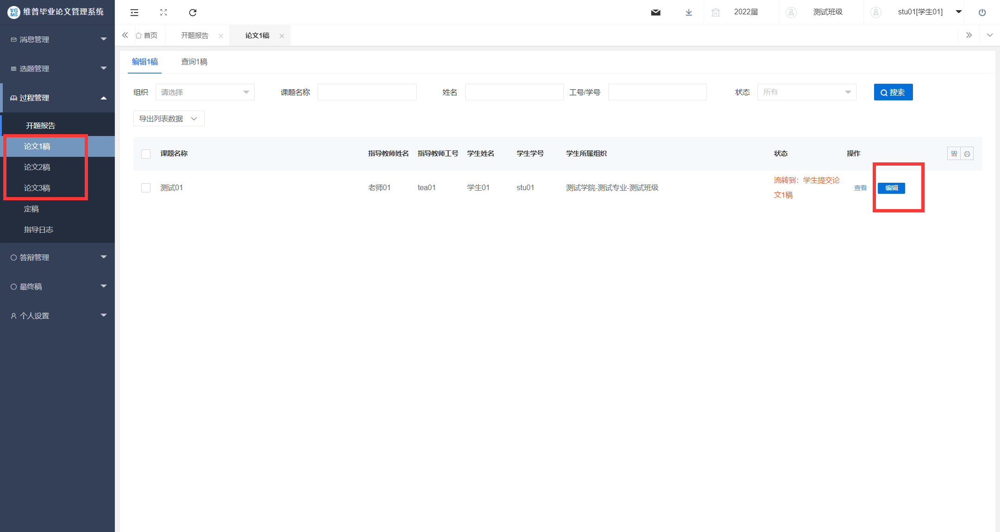 VG MS 维普毕业论文管理系统
2022届 测试班级 stu01[学生01]
首页 开题报告 论文1稿
消息管理
选题管理
过程管理
开题报告
论文1稿
论文2稿
论文3稿
定稿
指导日志
答辩管理
最终稿
个人设置
编辑1稿 查询1稿
组织 请选择 课题名称 姓名 工号/学号 状态 所有 搜索
导出列表数据
课题名称 指导教师姓名 指导教师工号 学生姓名 学生学号 学生所属组织 状态 操作
测试01 老师01 tea01 学生01 stu01 测试学院-测试专业-测试班级 流转到：学生提交论 查看 编辑
文1稿